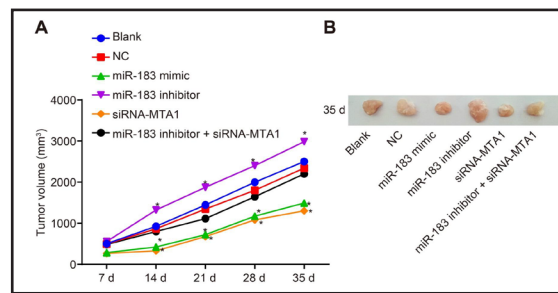 A
Blank
NC
miR-183 mimic
miR-183 inhibitor
siRNA-MTA1
miR-183 inhibitor + siRNA-MTA1
Tumor volume (mm³)
4000
3000
2000
1000
0
7 d 14 d 21 d 28 d 35 d
* * * * * * * * * * * *
B
35 d
Blank
NC
miR-183 mimic
miR-183 inhibitor
siRNA-MTA1
miR-183 inhibitor + siRNA-MTA1